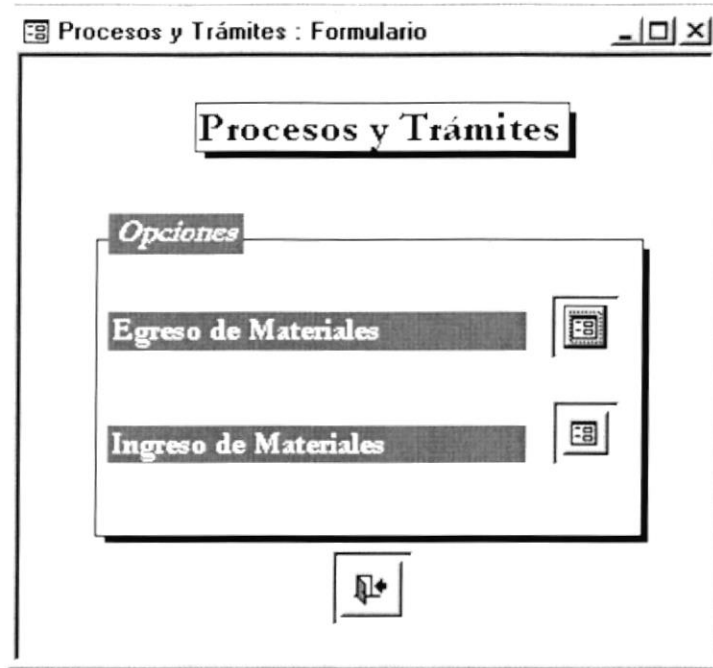 Procesos y Trámites : Formulario
Procesos y Trámites
Opciones
Egreso de Materiales
Ingreso de Materiales